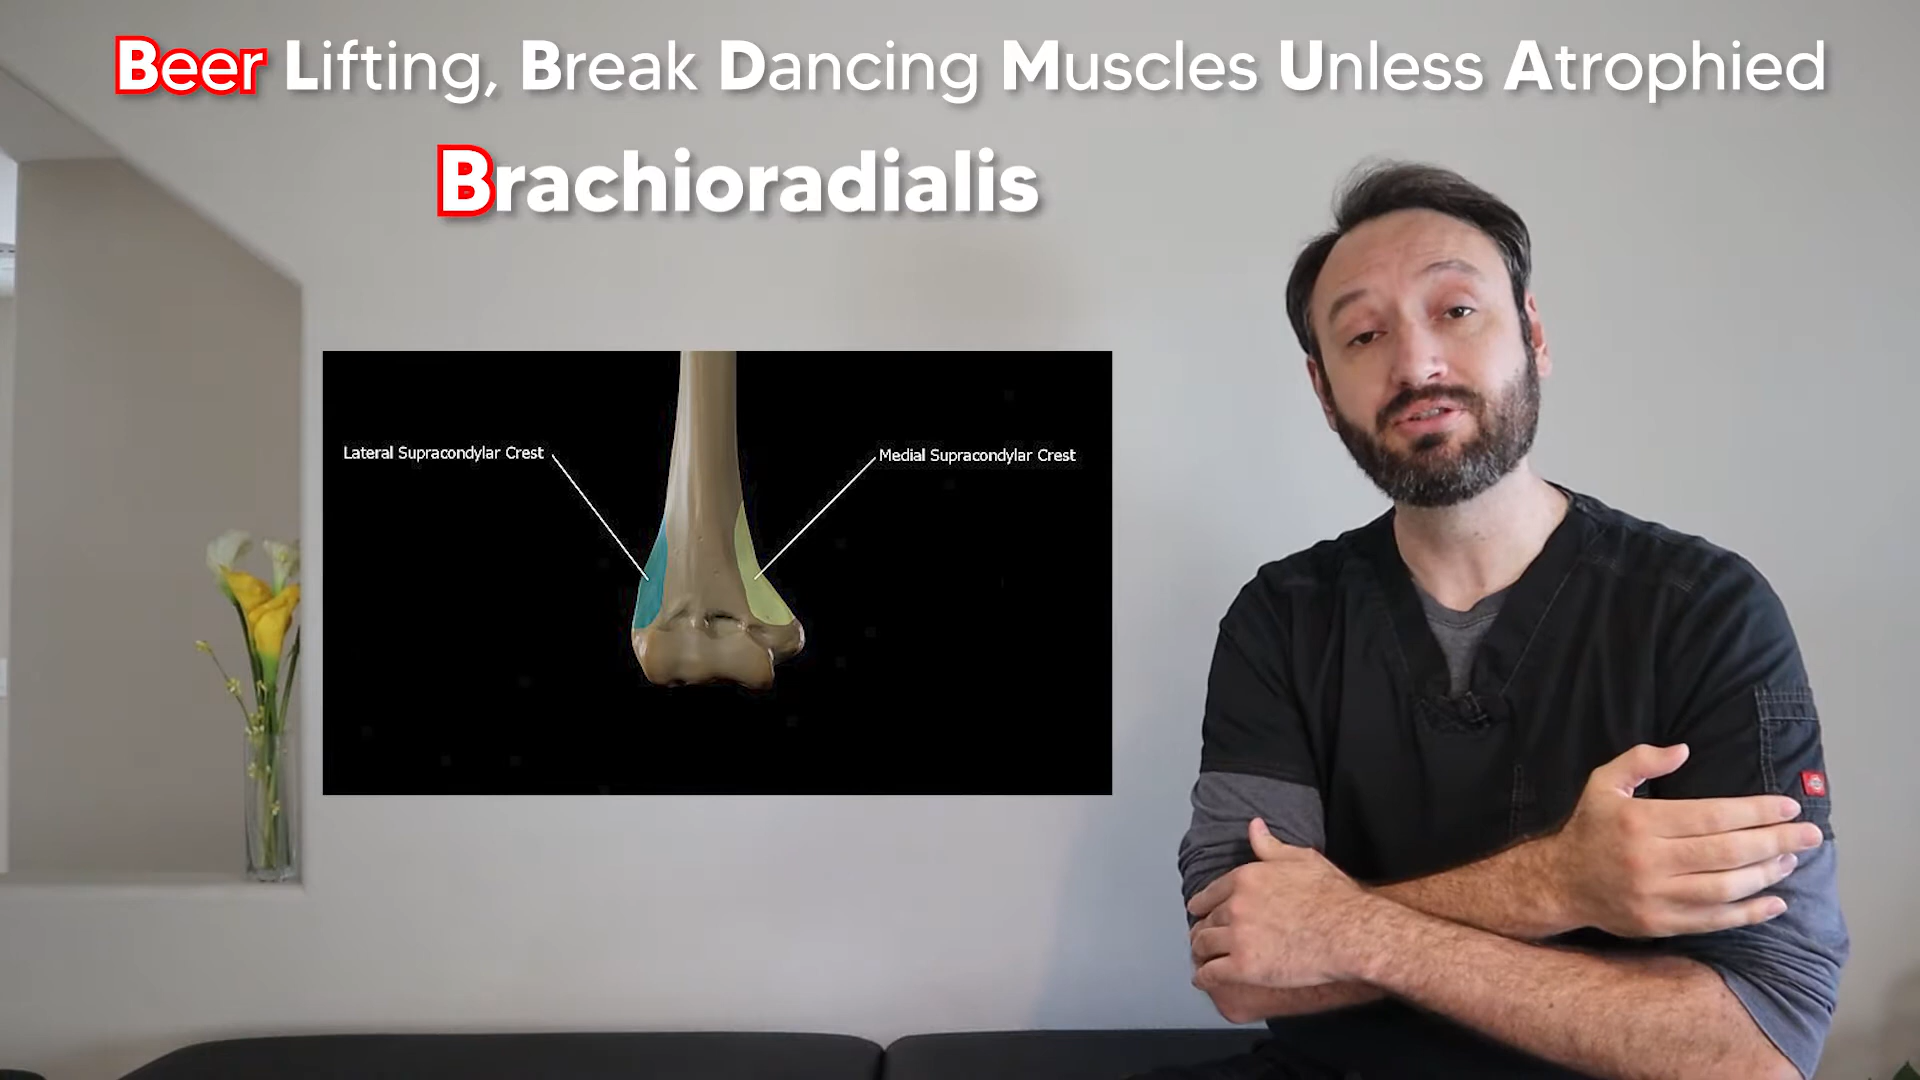 Beer Lifting, Break Dancing Muscles Unless Atrophied
Brachioradialis
Lateral Supracondylar Crest
Medial Supracondylar Crest